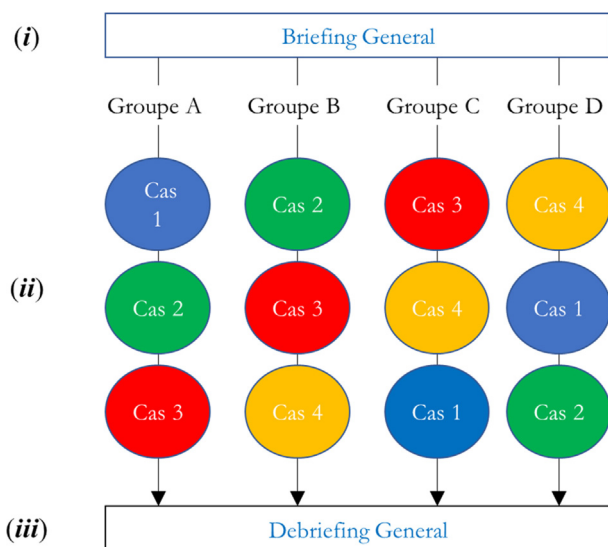 (i)
Briefing General
Groupe A Groupe B Groupe C Groupe D
Cas
1
Cas 2 Cas 3 Cas 4
(ii)
Cas 2 Cas 3 Cas 4 Cas 1
Cas 3 Cas 4 Cas 1 Cas 2
(iii)
Debriefing General